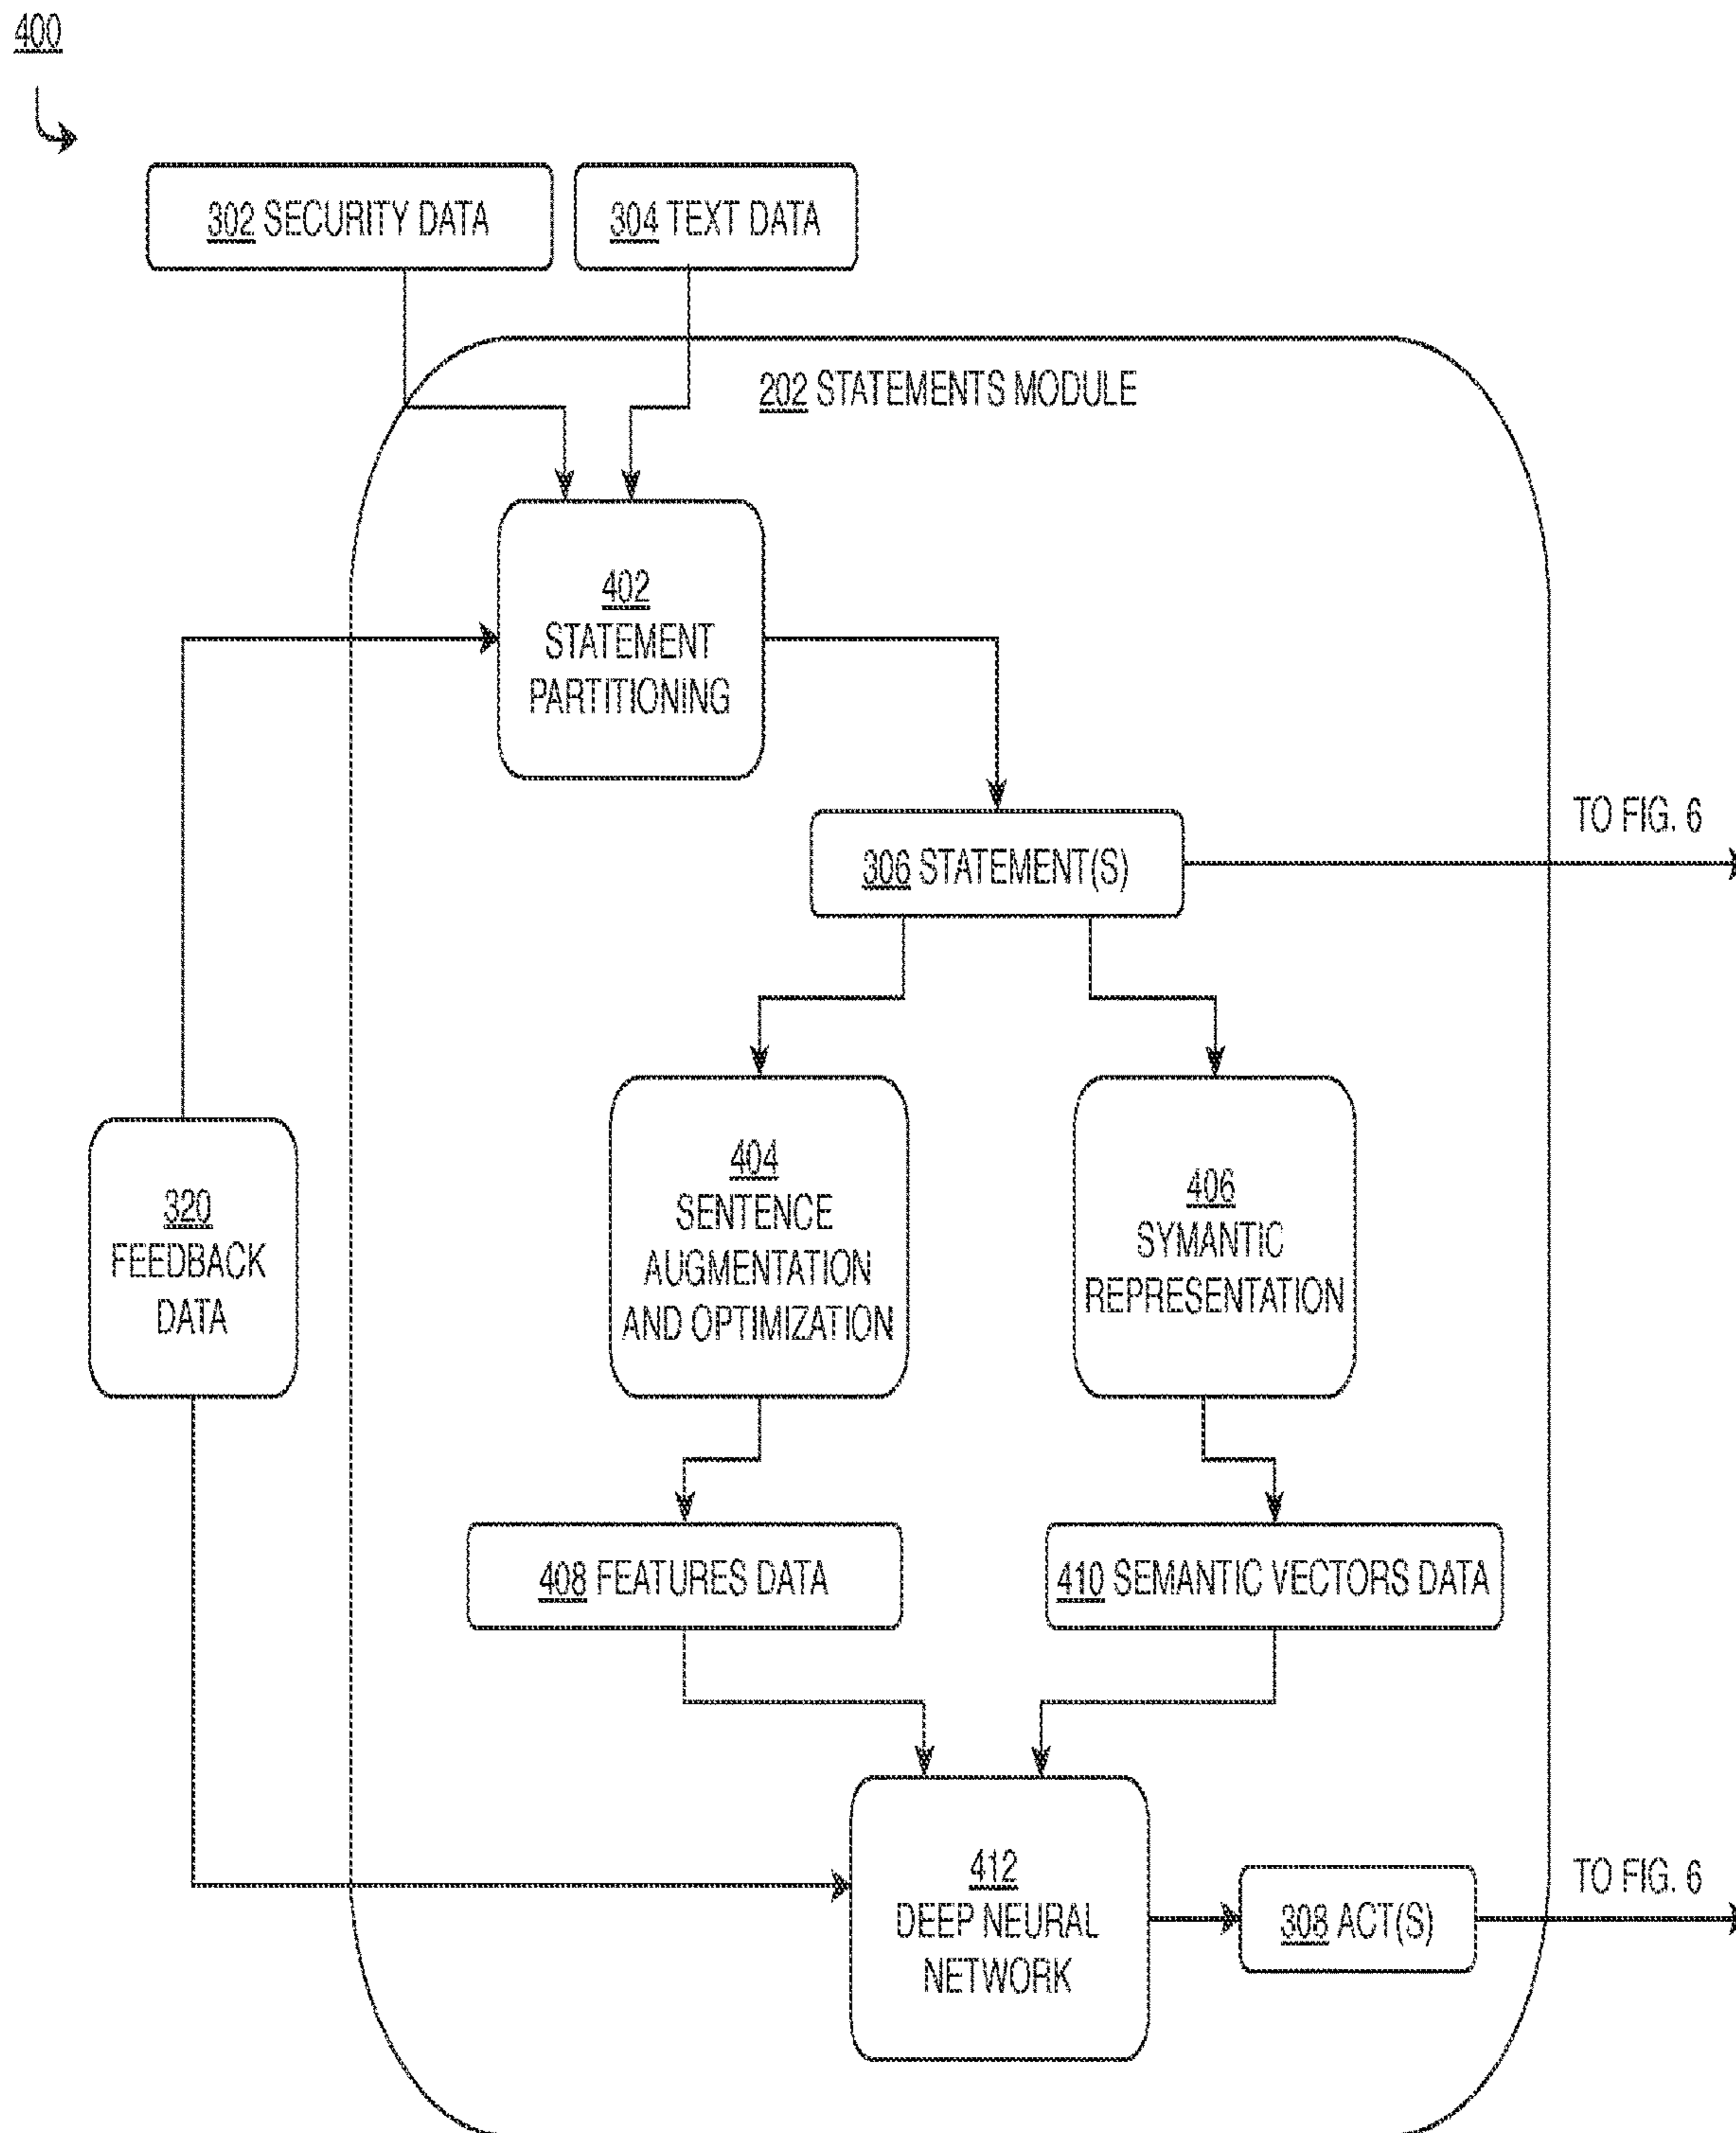 400
302 SECURITY DATA
304 TEXT DATA
202 STATEMENTS MODULE
402
STATEMENT
PARTITIONING
TO FIG. 6
306 STATEMENT(S)
404
SENTENCE
AUGMENTATION
AND OPTIMIZATION
406
SYMANTIC
REPRESENTATION
320
FEEDBACK
DATA
408 FEATURES DATA
410 SEMANTIC VECTORS DATA
412
DEEP NEURAL
NETWORK
308 ACT(S)
TO FIG. 6